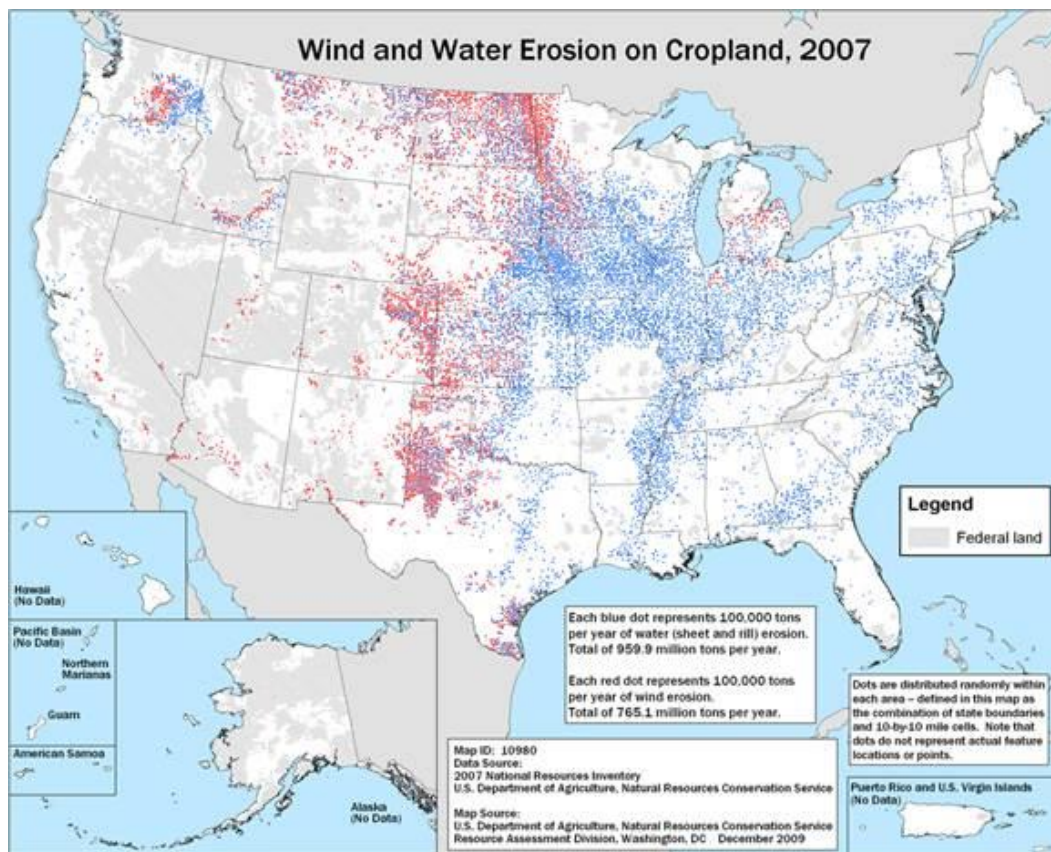 Wind and Water Erosion on Cropland, 2007
Legend
Federal land
Hawaii
(No Data)
Pacific Basin
(No Data)
Northern
Marianas
Guam
American Samoa
Alaska
(No Data)
Each blue dot represents 100,000 tons
per year of water (sheet and rill) erosion.
Total of 959.9 million tons per year.
Each red dot represents 100,000 tons
per year of wind erosion.
Total of 765.1 million tons per year.
Map ID: 10980
Data Source:
2007 National Resources Inventory
U.S. Department of Agriculture, Natural Resources Conservation Service
Map Source:
U.S. Department of Agriculture, Natural Resources Conservation Service
Resource Assessment Division, Washington, DC December 2009
Dots are distributed randomly within
each area – defined in this map as
the combination of state boundaries
and 10-by-10 mile cells. Note that
dots do not represent actual feature
locations or points.
Puerto Rico and U.S. Virgin Islands
(No Data)